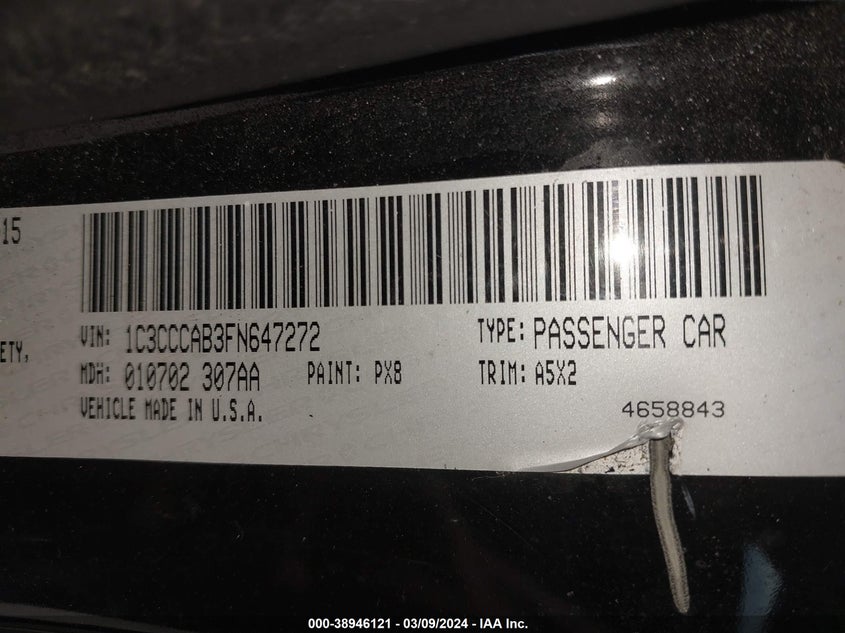 15
ETY,
VIN: 1C3CCCAB3FN647272 TYPE: PASSENGER CAR
MDH: 010702 307AA PAINT: PX8 TRIM: A5X2
VEHICLE MADE IN U.S.A.
4658843
000-38946121 - 03/09/2024 - IAA Inc.